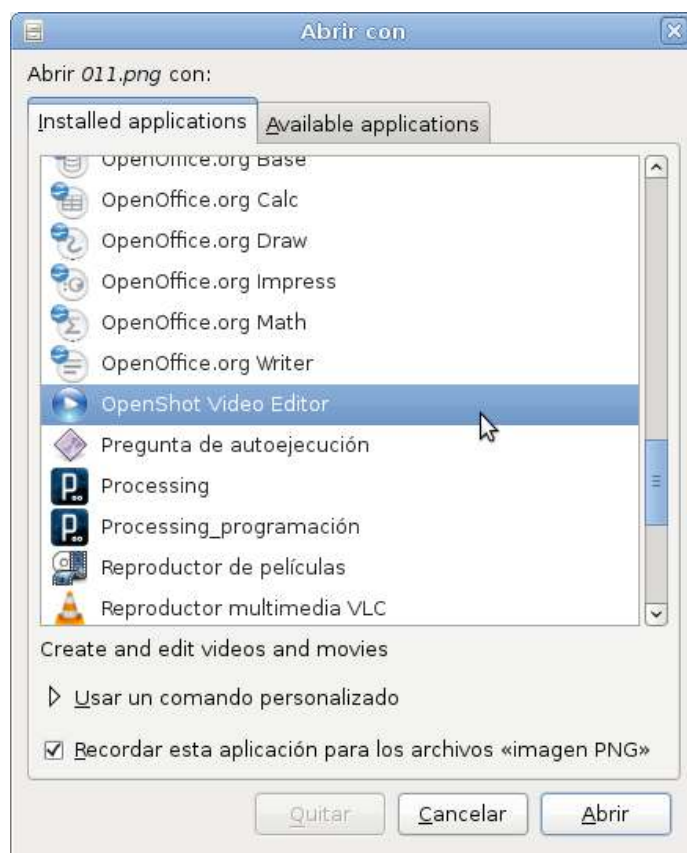 Abrir con
Abrir 011.png con:
Installed applications
Available applications
OpenOffice.org Base
OpenOffice.org Calc
OpenOffice.org Draw
OpenOffice.org Impress
OpenOffice.org Math
OpenOffice.org Writer
OpenShot Video Editor
Pregunta de autoejecución
Processing
Processing_programación
Reproductor de películas
Reproductor multimedia VLC
Create and edit videos and movies
Usar un comando personalizado
Recordar esta aplicación para los archivos «imagen PNG»
Quitar
Cancelar
Abrir